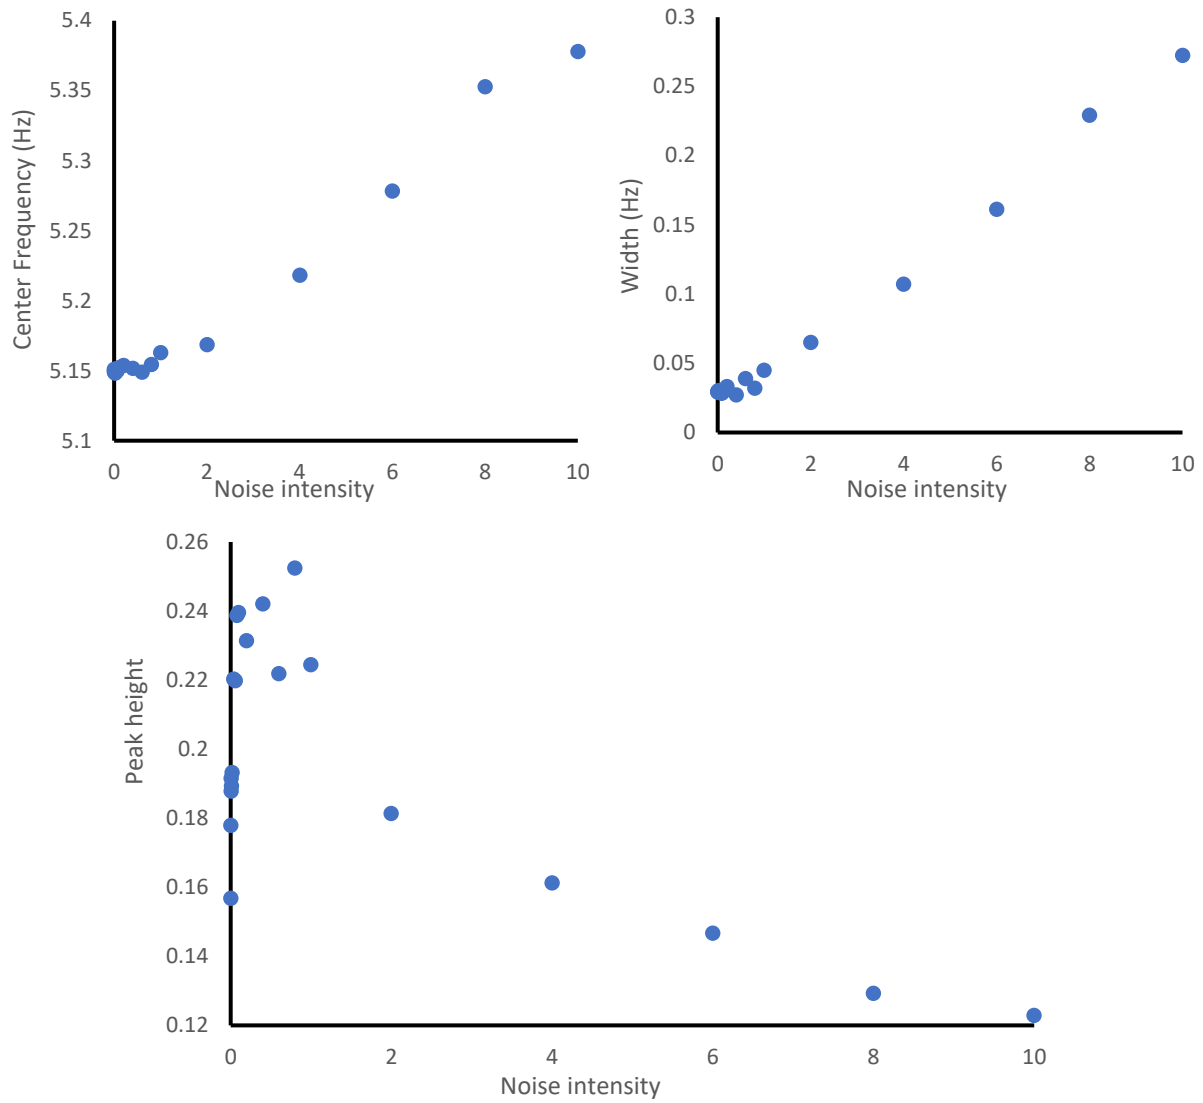 Center Frequency (Hz)
5.4
5.35
5.3
5.25
5.2
5.15
5.1
0 2 4 6 8 10
Noise intensity
Width (Hz)
0.3
0.25
0.2
0.15
0.1
0.05
0
0 2 4 6 8 10
Noise intensity
Peak height
0.26
0.24
0.22
0.2
0.18
0.16
0.14
0.12
0 2 4 6 8 10
Noise intensity